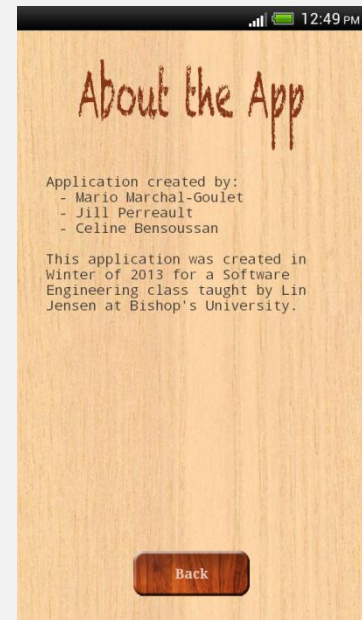 12:49 PM
About the App
Application created by:
- Mario Marchal-Goulet
- Jill Perreault
- Celine Bensoussan
This application was created in
Winter of 2013 for a Software
Engineering class taught by Lin
Jensen at Bishop's University.
Back